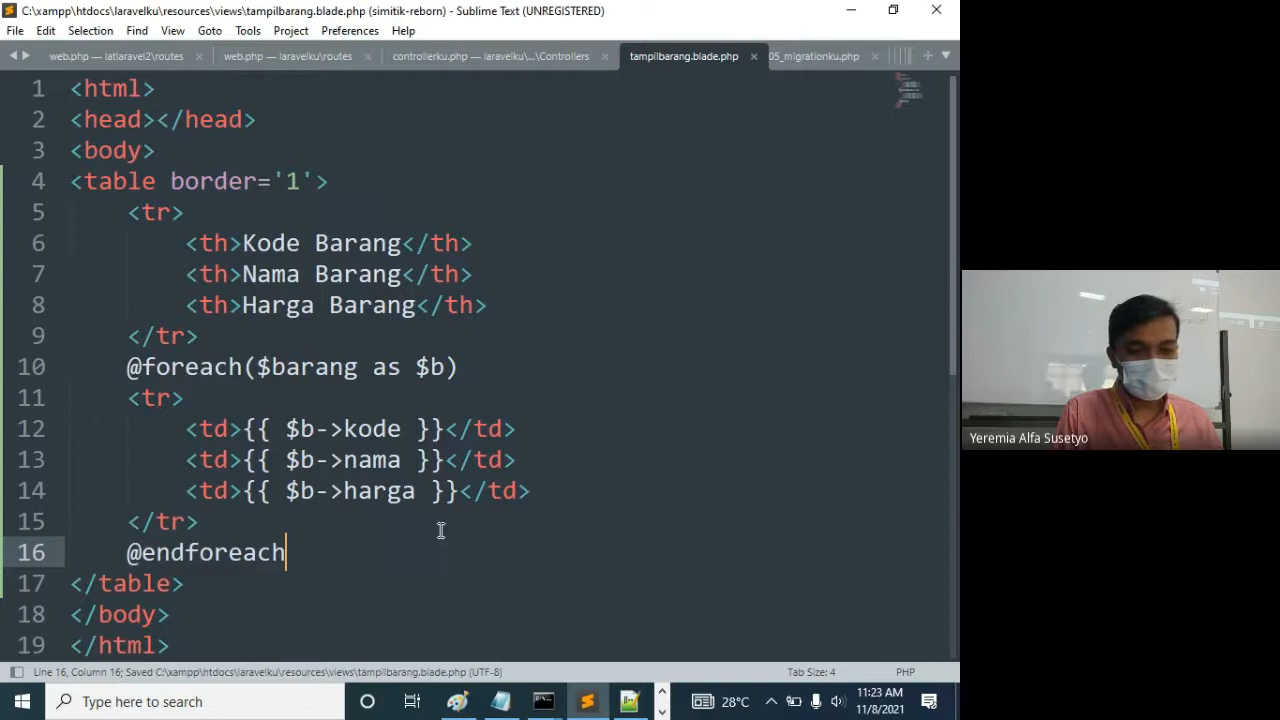 C:\xampp\htdocs\laravelku\resources\views\tampilbarang.blade.php (simitik-reborn) - Sublime Text (UNREGISTERED)
File Edit Selection Find View Goto Tools Project Preferences Help
web.php — latlaravel2\routes × web.php — laravelku\routes × controllerku.php — laravelku\...\Controllers × tampilbarang.blade.php × 05_migrationku.php ×
1 <html>
2 <head></head>
3 <body>
4 <table border='1'>
5 <tr>
6 <th>Kode Barang</th>
7 <th>Nama Barang</th>
8 <th>Harga Barang</th>
9 </tr>
10 @foreach($barang as $b)
11 <tr>
12 <td>{{ $b->kode }}</td>
13 <td>{{ $b->nama }}</td>
14 <td>{{ $b->harga }}</td>
15 </tr>
16 @endforeach
17 </table>
18 </body>
19 </html>
Line 16, Column 16; Saved C:\xampp\htdocs\laravelku\resources\views\tampilbarang.blade.php (UTF-8) Tab Size: 4 PHP
Type here to search 28°C 11:23 AM
11/8/2021
Yeremia Alfa Susetyo